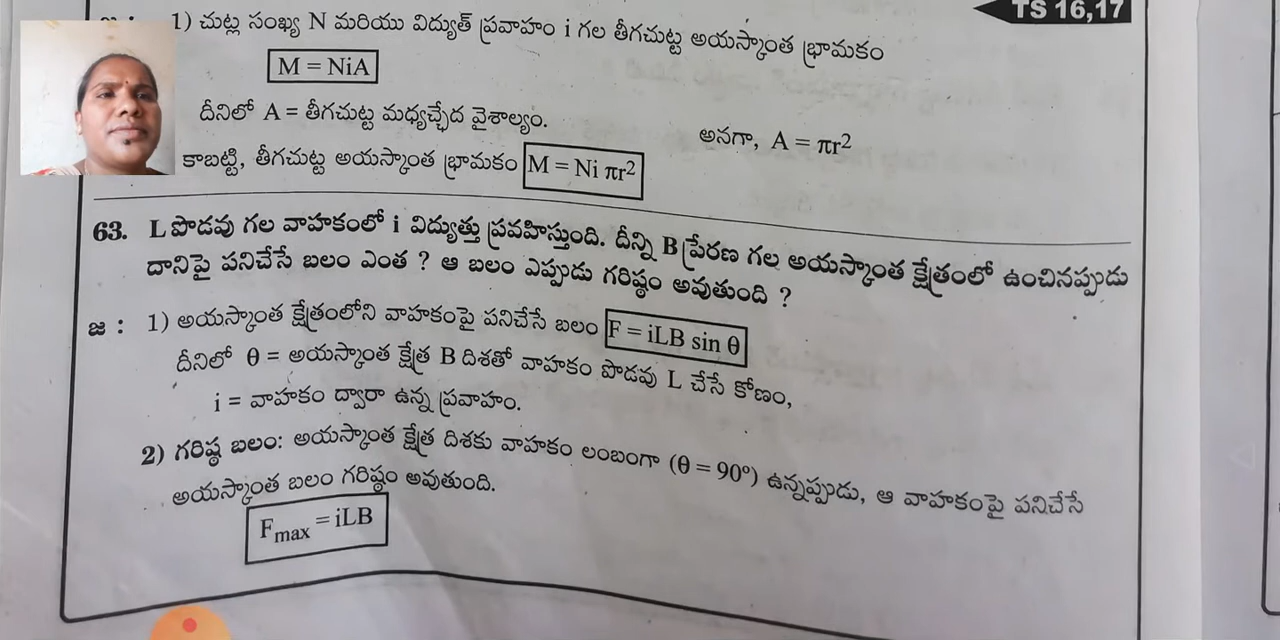 TS 16,17
1) చుట్ల సంఖ్య N మరియు విద్యుత్ ప్రవాహం i గల తీగచుట్ట అయస్కాంత భ్రామకం
M = NiA
దీనిలో A = తీగచుట్ట మధ్యచ్ఛేద వైశాల్యం. అనగా, A = πr²
కాబట్టి, తీగచుట్ట అయస్కాంత భ్రామకం M = Ni πr²
63. L పొడవు గల వాహకంలో i విద్యుత్తు ప్రవహిస్తుంది. దీన్ని B ప్రేరణ గల అయస్కాంత క్షేత్రంలో ఉంచినప్పుడు
దానిపై పనిచేసే బలం ఎంత ? ఆ బలం ఎప్పుడు గరిష్ఠం అవుతుంది ?
జ : 1) అయస్కాంత క్షేత్రంలోని వాహకంపై పనిచేసే బలం F = iLB sin θ
దీనిలో θ = అయస్కాంత క్షేత్ర B దిశతో వాహకం పొడవు L చేసే కోణం,
i = వాహకం ద్వారా ఉన్న ప్రవాహం.
2) గరిష్ఠ బలం: అయస్కాంత క్షేత్ర దిశకు వాహకం లంబంగా (θ = 90°) ఉన్నప్పుడు, ఆ వాహకంపై పనిచేసే
అయస్కాంత బలం గరిష్ఠం అవుతుంది.
Fmax = iLB